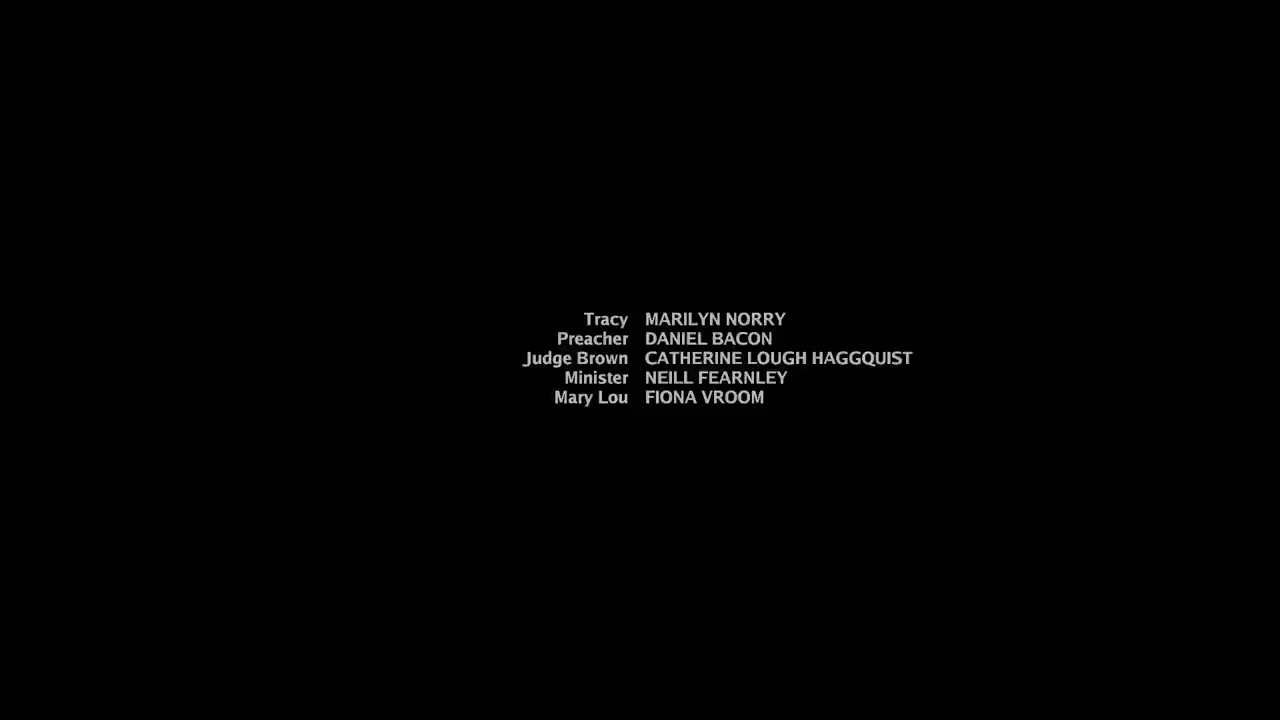 Tracy MARILYN NORRY
Preacher DANIEL BACON
Judge Brown CATHERINE LOUGH HAGGQUIST
Minister NEILL FEARNLEY
Mary Lou FIONA VROOM